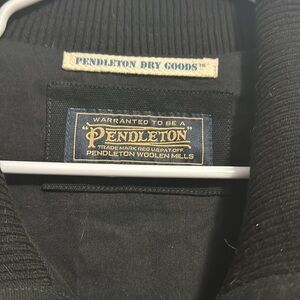 PENDLETON DRY GOODS™
WARRANTED TO BE A
"PENDLETON"
TRADE MARK REG U.S. PAT. OFF.
PENDLETON WOOLEN MILLS